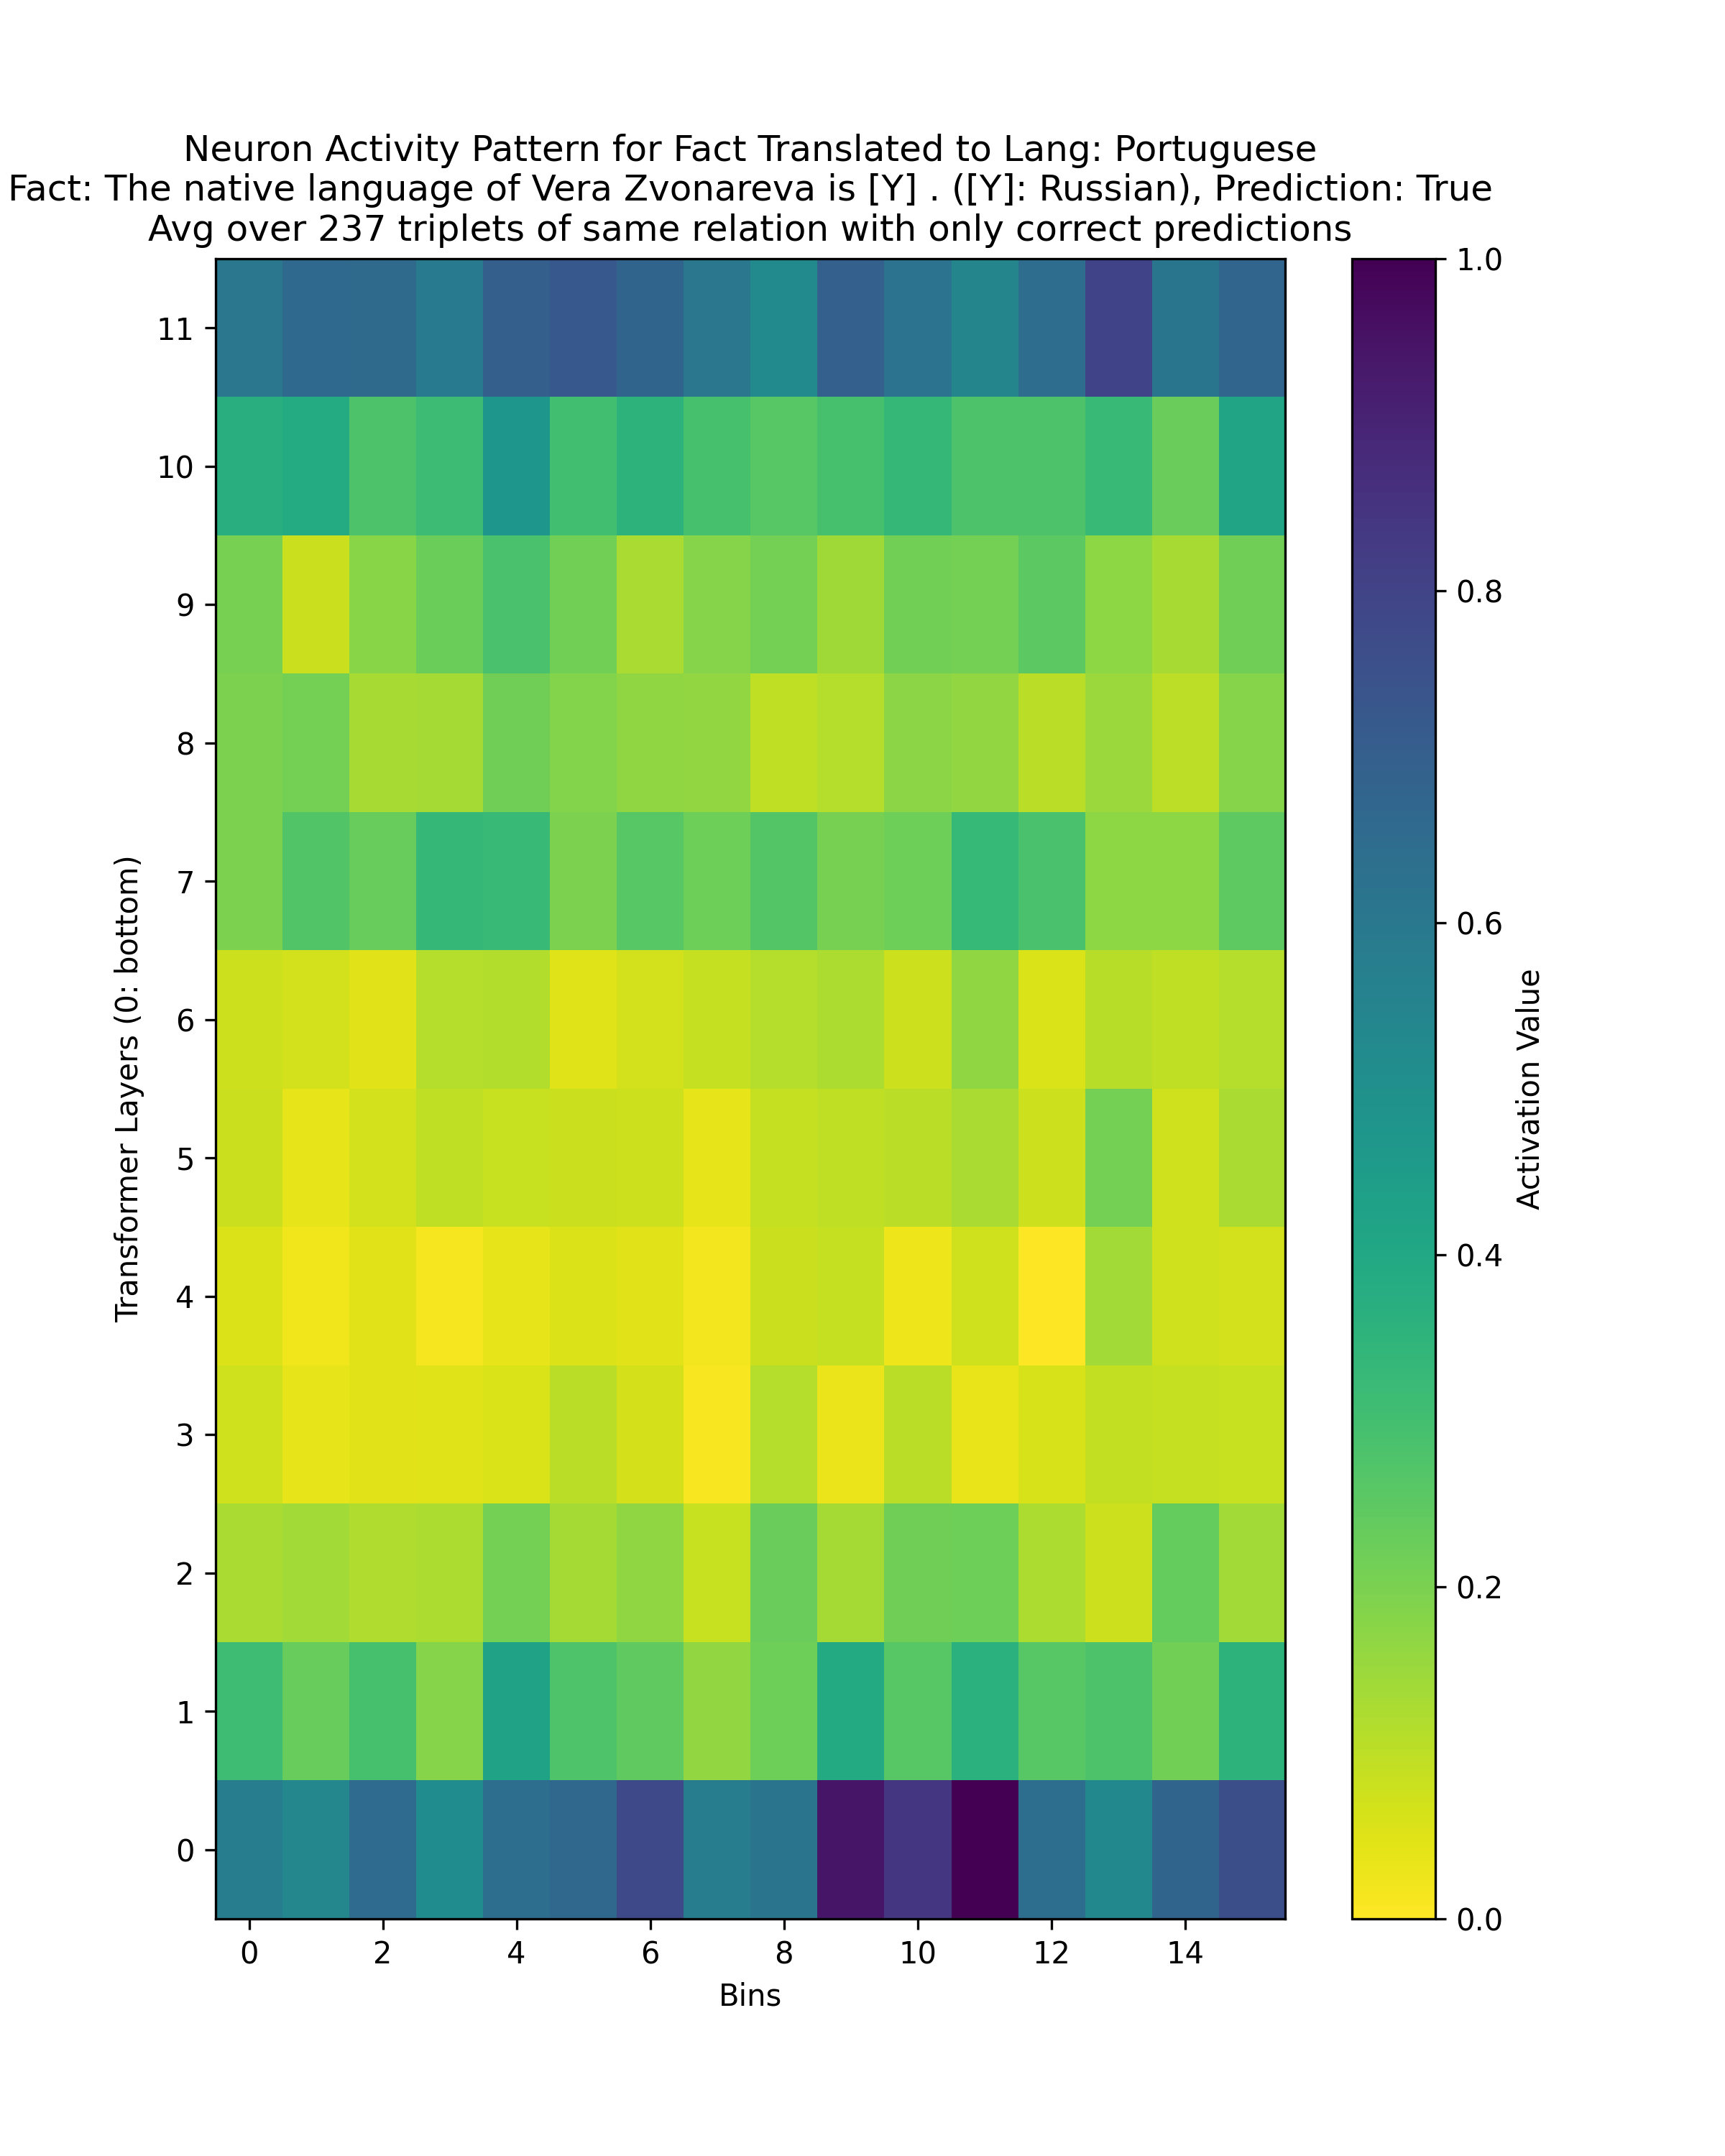 Neuron Activity Pattern for Fact Translated to Lang: Portuguese
Fact: The native language of Vera Zvonareva is [Y] . ([Y]: Russian), Prediction: True
Avg over 237 triplets of same relation with only correct predictions
11
10
9
8
7
6
5
4
3
2
1
0
Transformer Layers (0: bottom)
0 2 4 6 8 10 12 14
Bins
1.0
0.8
0.6
0.4
0.2
0.0
Activation Value